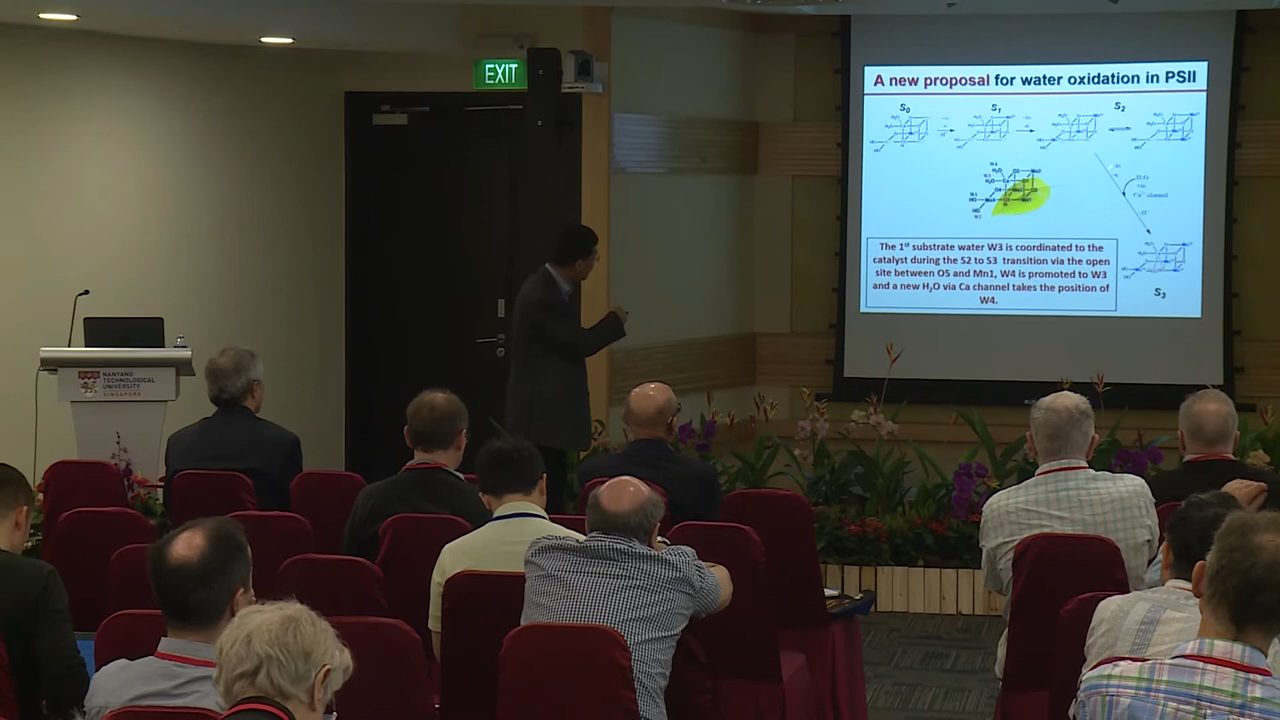 EXIT
A new proposal for water oxidation in PSII
S0
S1
S2
The 1st substrate water W3 is coordinated to the
catalyst during the S2 to S3 transition via the open
site between O5 and Mn1, W4 is promoted to W3
and a new H2O via Ca channel takes the position of
W4.
S3
NANYANG
TECHNOLOGICAL
UNIVERSITY
SINGAPORE